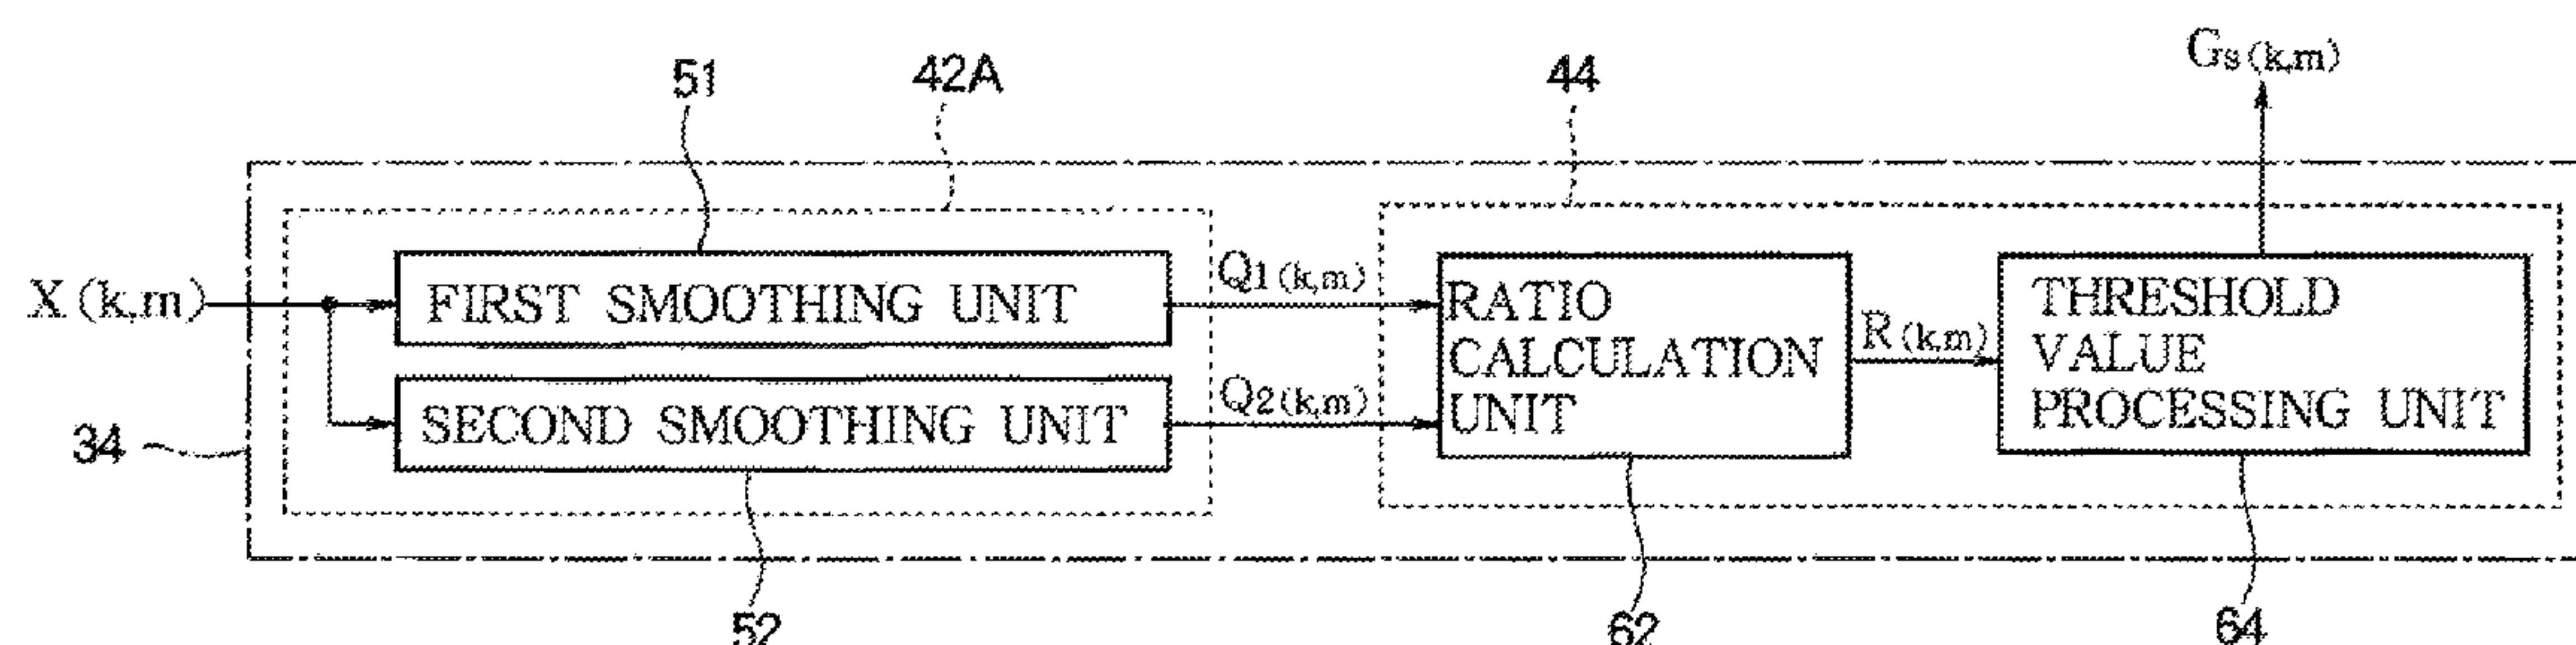 Gs(k,m)
51
42A
44
X(k,m)
FIRST SMOOTHING UNIT
Q1(k,m)
RATIO
CALCULATION
UNIT
R(k,m)
THRESHOLD
VALUE
PROCESSING UNIT
SECOND SMOOTHING UNIT
Q2(k,m)
34
52
62
64